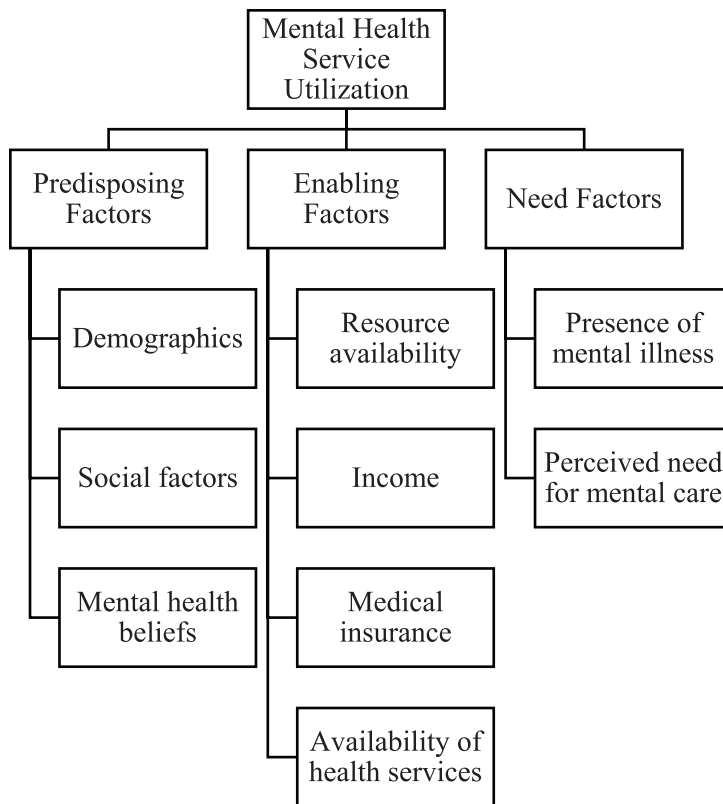 Mental Health
Service
Utilization
Predisposing
Factors
Enabling
Factors
Need Factors
Demographics
Social factors
Mental health
beliefs
Resource
availability
Income
Medical
insurance
Availability of
health services
Presence of
mental illness
Perceived need
for mental care